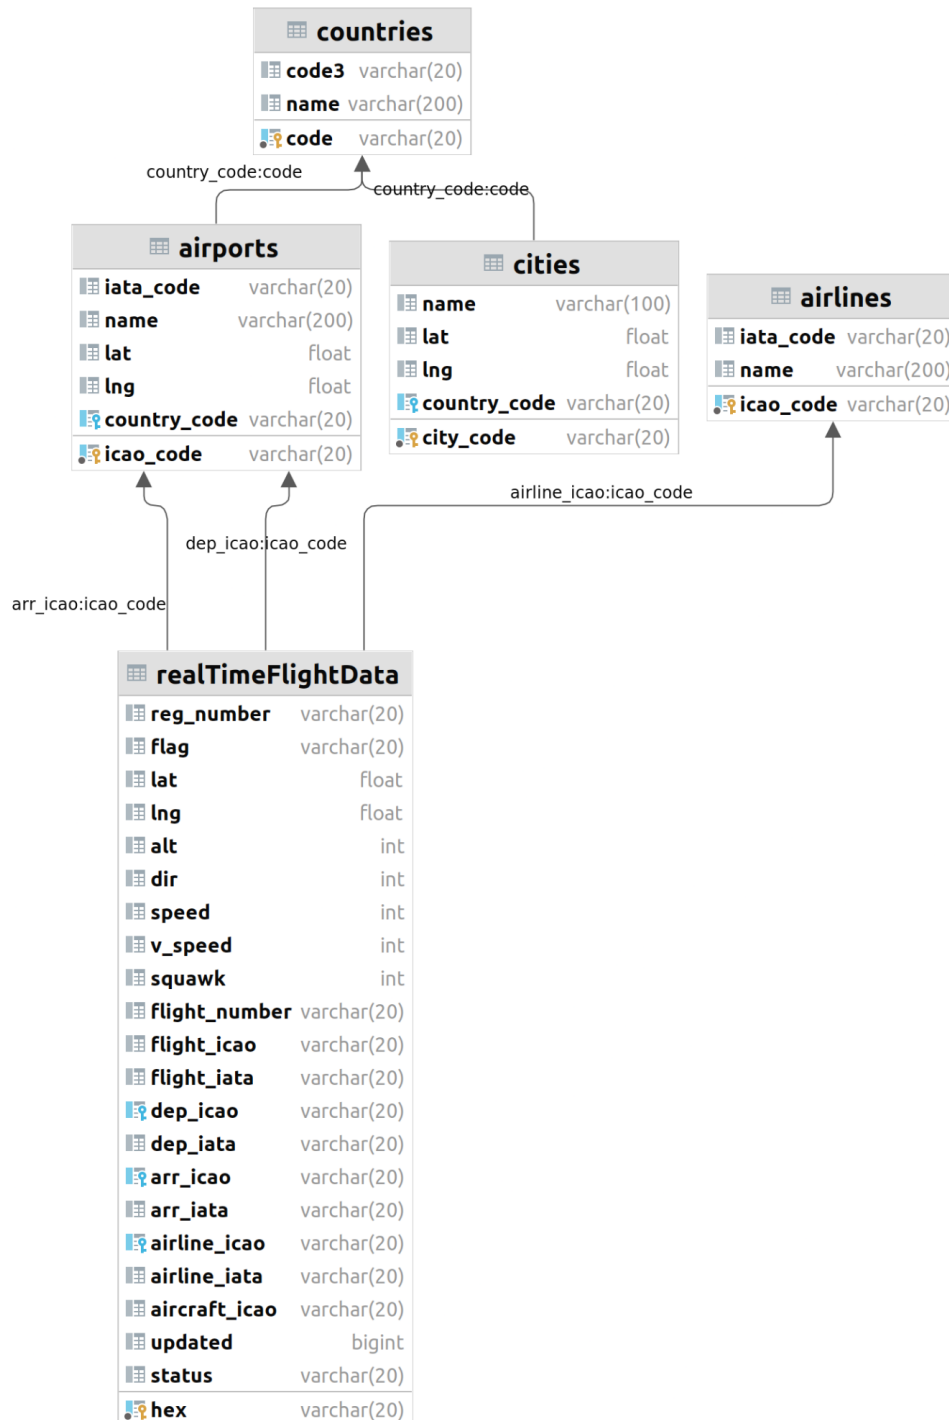 countries
code3 varchar(20)
name varchar(200)
code varchar(20)
country_code:code
country_code:code
airports
iata_code varchar(20)
name varchar(200)
lat float
lng float
country_code varchar(20)
icao_code varchar(20)
cities
name varchar(100)
lat float
lng float
country_code varchar(20)
city_code varchar(20)
airlines
iata_code varchar(20)
name varchar(200)
icao_code varchar(20)
airline_icao:icao_code
dep_icao:icao_code
arr_icao:icao_code
realTimeFlightData
reg_number varchar(20)
flag varchar(20)
lat float
lng float
alt int
dir int
speed int
v_speed int
squawk int
flight_number varchar(20)
flight_icao varchar(20)
flight_iata varchar(20)
dep_icao varchar(20)
dep_iata varchar(20)
arr_icao varchar(20)
arr_iata varchar(20)
airline_icao varchar(20)
airline_iata varchar(20)
aircraft_icao varchar(20)
updated bigint
status varchar(20)
hex varchar(20)